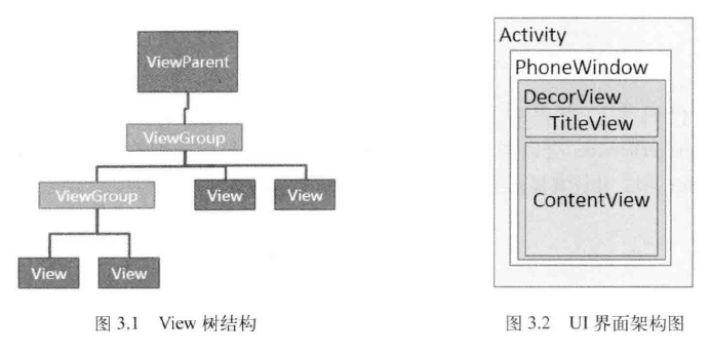 ViewParent
ViewGroup
ViewGroup
View
View
View
View
图 3.1 View 树结构
Activity
PhoneWindow
DecorView
TitleView
ContentView
图 3.2 UI 界面架构图